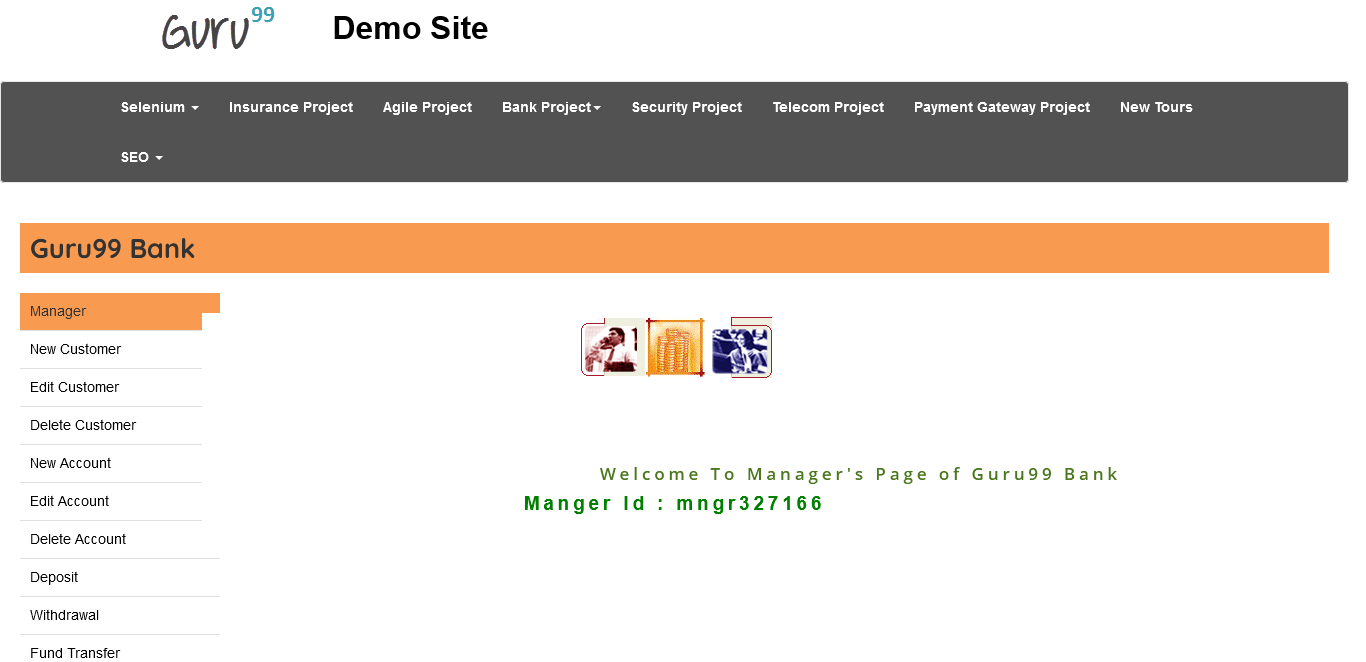 Guru99
Demo Site
Selenium Insurance Project Agile Project Bank Project Security Project Telecom Project Payment Gateway Project New Tours
SEO
Guru99 Bank
Manager
New Customer
Edit Customer
Delete Customer
New Account
Edit Account
Delete Account
Deposit
Withdrawal
Fund Transfer
Welcome To Manager's Page of Guru99 Bank
Manger Id : mngr327166